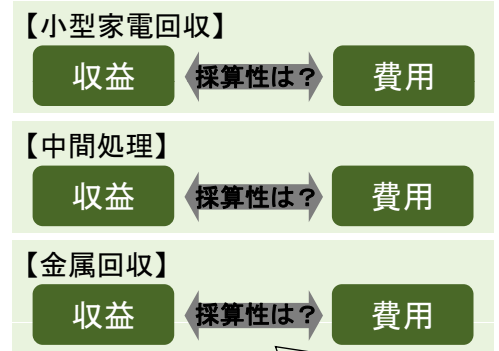 【小型家電回収】
収益 採算性は？ 費用
【中間処理】
収益 採算性は？ 費用
【金属回収】
収益 採算性は？ 費用